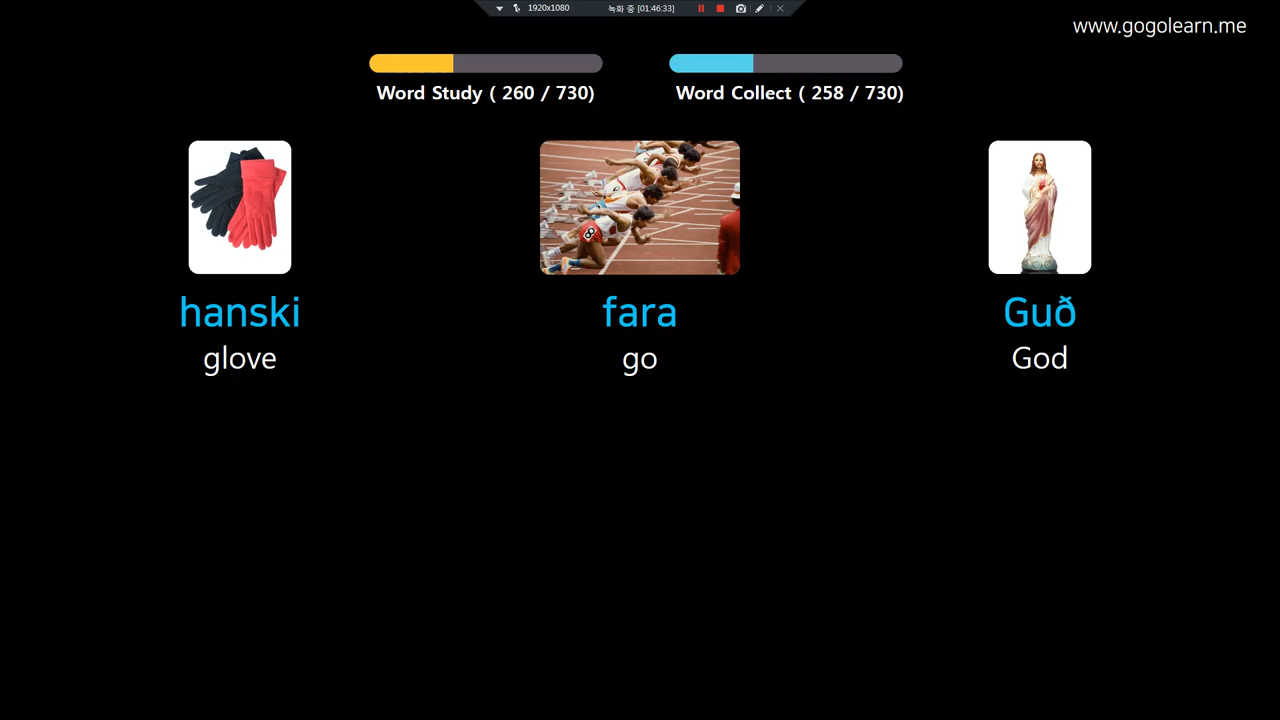 1920x1080 녹화 중 [01:46:33]
www.gogolearn.me
Word Study ( 260 / 730) Word Collect ( 258 / 730)
8
hanski fara Guð
glove go God